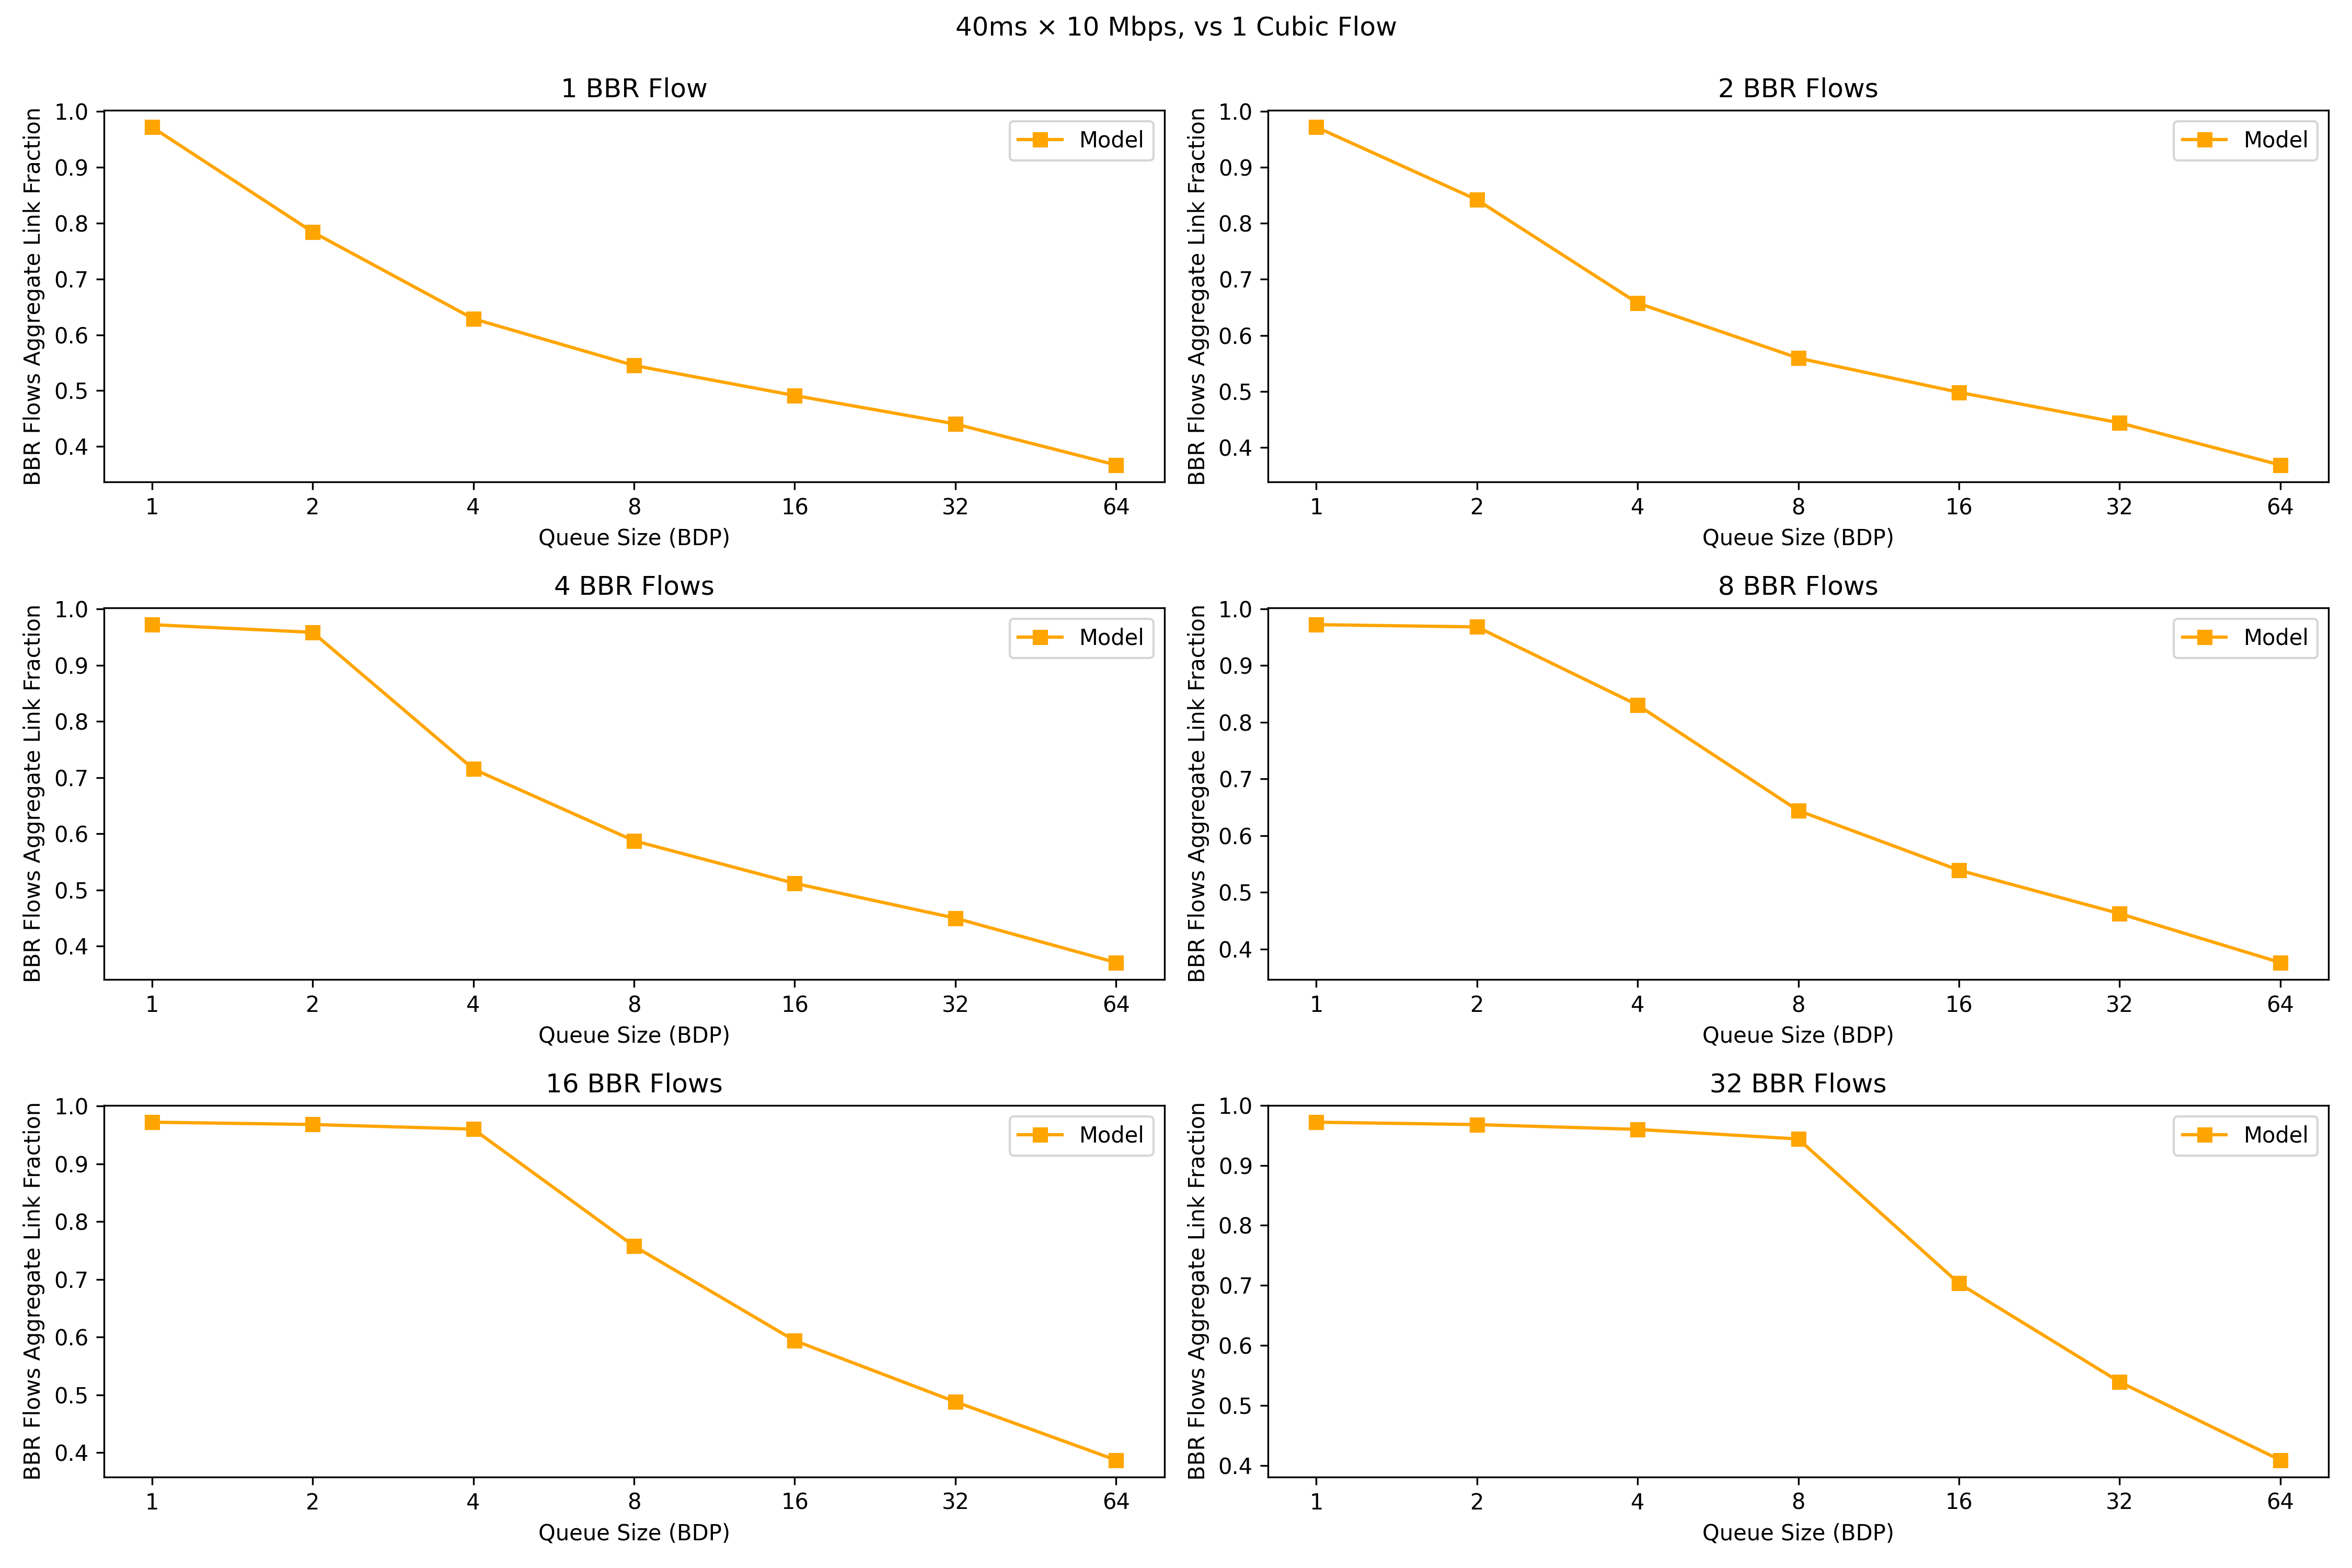 40ms × 10 Mbps, vs 1 Cubic Flow
1 BBR Flow
BBR Flows Aggregate Link Fraction
1.0
0.9
0.8
0.7
0.6
0.5
0.4
Model
1 2 4 8 16 32 64
Queue Size (BDP)
2 BBR Flows
BBR Flows Aggregate Link Fraction
1.0
0.9
0.8
0.7
0.6
0.5
0.4
Model
1 2 4 8 16 32 64
Queue Size (BDP)
4 BBR Flows
BBR Flows Aggregate Link Fraction
1.0
0.9
0.8
0.7
0.6
0.5
0.4
Model
1 2 4 8 16 32 64
Queue Size (BDP)
8 BBR Flows
BBR Flows Aggregate Link Fraction
1.0
0.9
0.8
0.7
0.6
0.5
0.4
Model
1 2 4 8 16 32 64
Queue Size (BDP)
16 BBR Flows
BBR Flows Aggregate Link Fraction
1.0
0.9
0.8
0.7
0.6
0.5
0.4
Model
1 2 4 8 16 32 64
Queue Size (BDP)
32 BBR Flows
BBR Flows Aggregate Link Fraction
1.0
0.9
0.8
0.7
0.6
0.5
0.4
Model
1 2 4 8 16 32 64
Queue Size (BDP)